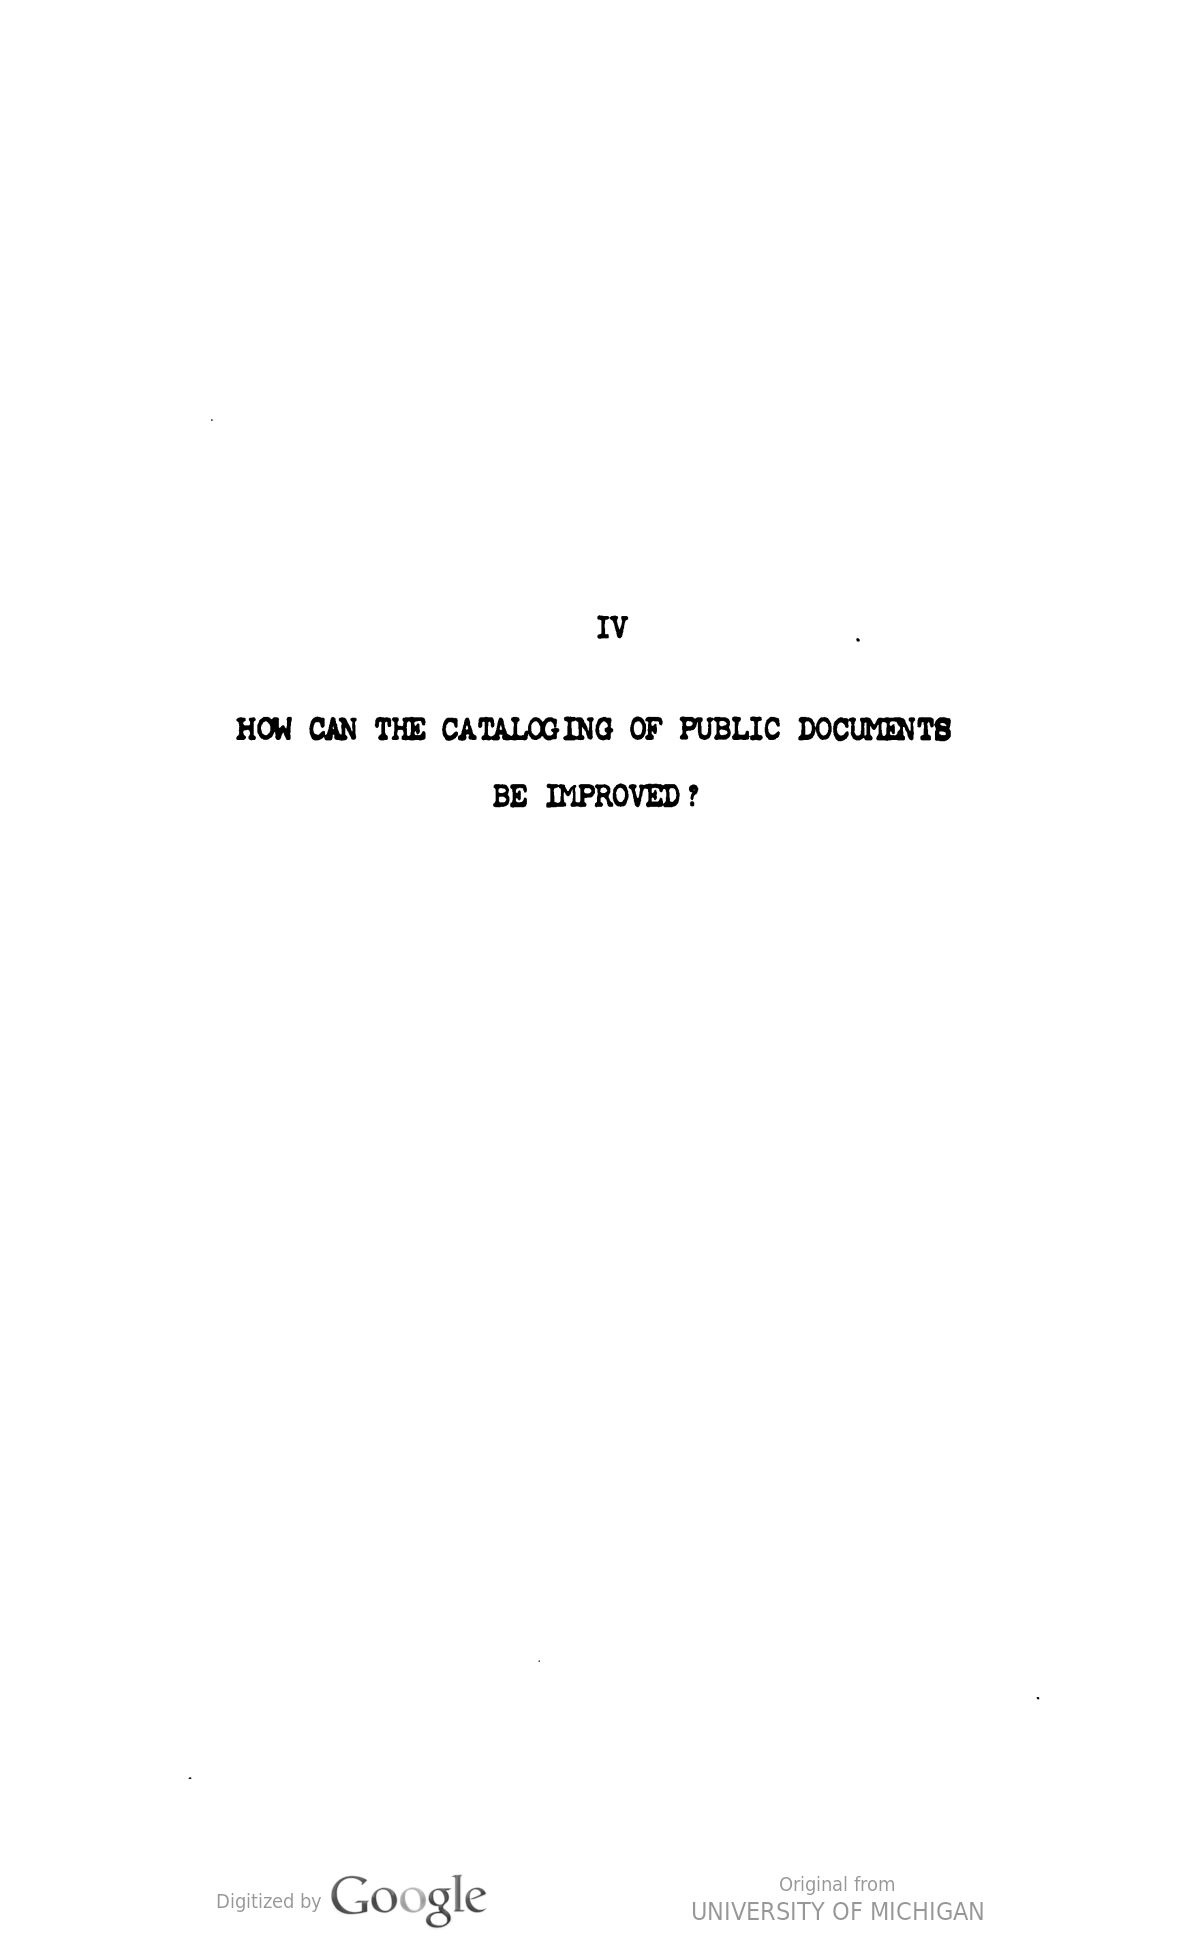 IV
HOW CAN THE CATALOGING OF PUBLIC DOCUMENTS
BE IMPROVED?
Digitized by Google
Original from
UNIVERSITY OF MICHIGAN